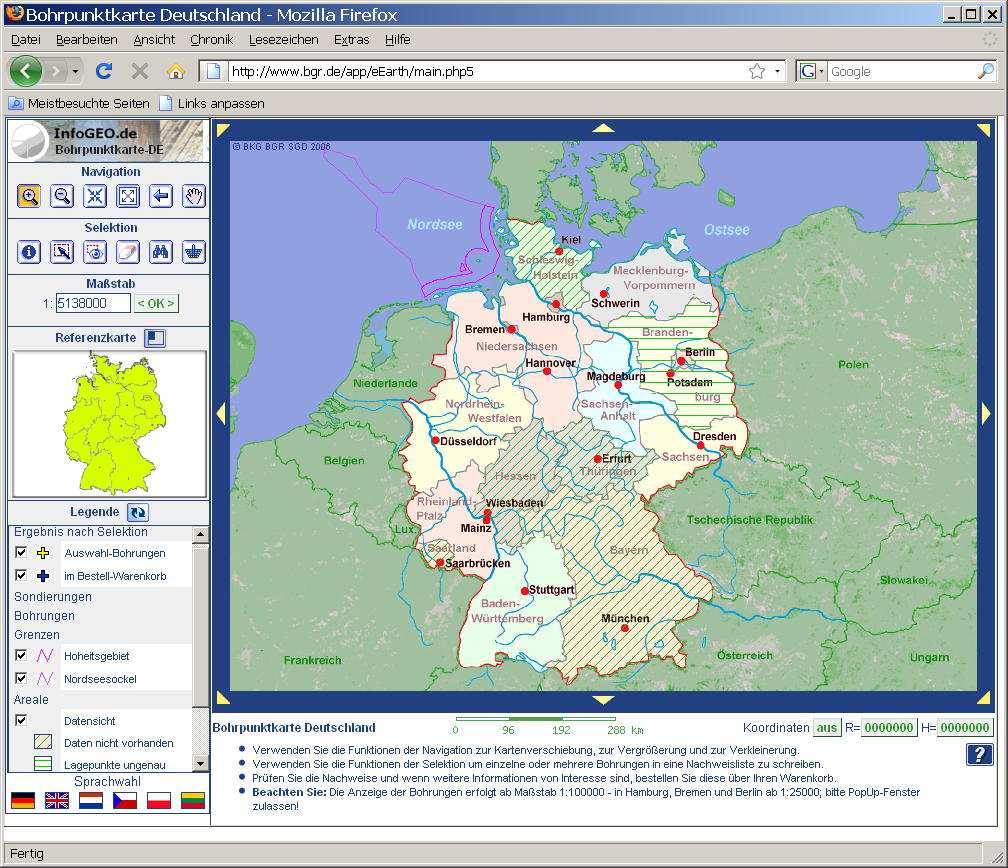 Bohrpunktkarte Deutschland - Mozilla Firefox
Datei Bearbeiten Ansicht Chronik Lesezeichen Extras Hilfe
http://www.bgr.de/app/eEarth/main.php5
G Google
Meistbesuchte Seiten Links anpassen
InfoGEO.de
Bohrpunktkarte-DE
Navigation
Selektion
Maßstab
1: 5138000 < OK >
Referenzkarte
Legende
Ergebnis nach Selektion
Auswahl-Bohrungen
im Bestell-Warenkorb
Sondierungen
Bohrungen
Grenzen
Hoheitsgebiet
Nordseesockel
Areale
Datensicht
Daten nicht vorhanden
Lagepunkte ungenau
Sprachwahl
© BKG BGR SGD 2006
Nordsee
Ostsee
Kiel
Schleswig-
Holstein
Mecklenburg-
Vorpommern
Schwerin
Hamburg
Bremen
Niedersachsen
Branden-
burg
Berlin
Hannover
Magdeburg
Potsdam
Polen
Niederlande
Sachsen-
Anhalt
Nordrhein-
Westfalen
Düsseldorf
Dresden
Sachsen
Belgien
Erfurt
Thüringen
Hessen
Rheinland-
Pfalz
Wiesbaden
Mainz
Lux.
Tschechische Republik
Saarland
Saarbrücken
Bayern
Slowakei
Stuttgart
Baden-
Württemberg
München
Frankreich
Österreich
Ungarn
Bohrpunktkarte Deutschland
0 96 192 288 km
Koordinaten aus R= 0000000 H= 0000000
Verwenden Sie die Funktionen der Navigation zur Kartenverschiebung, zur Vergrößerung und zur Verkleinerung.
Verwenden Sie die Funktionen der Selektion um einzelne oder mehrere Bohrungen in eine Nachweisliste zu schreiben.
Prüfen Sie die Nachweise und wenn weitere Informationen von Interesse sind, bestellen Sie diese über Ihren Warenkorb.
Beachten Sie: Die Anzeige der Bohrungen erfolgt ab Maßstab 1:100000 - in Hamburg, Bremen und Berlin ab 1:25000; bitte PopUp-Fenster
zulassen!
?
Fertig